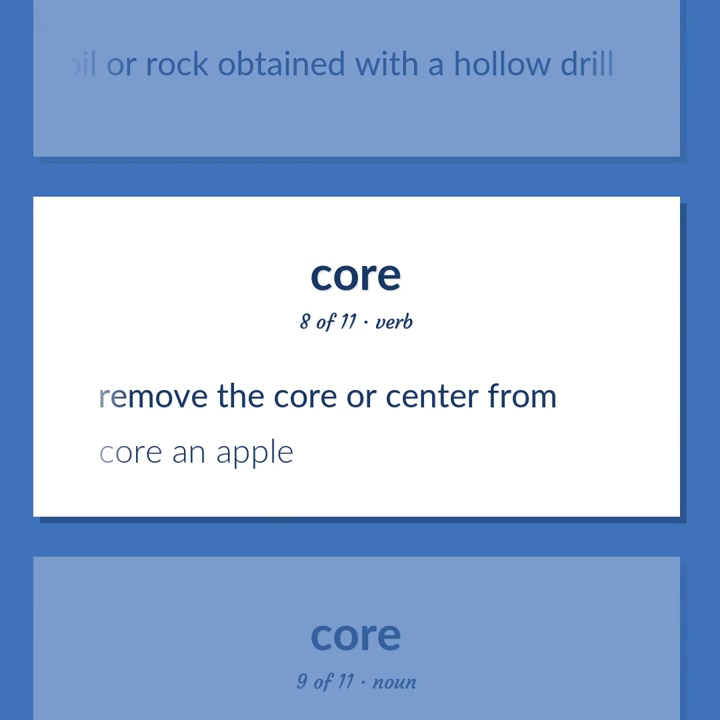 oil or rock obtained with a hollow drill
core
8 of 11 · verb
remove the core or center from
core an apple
core
9 of 11 · noun